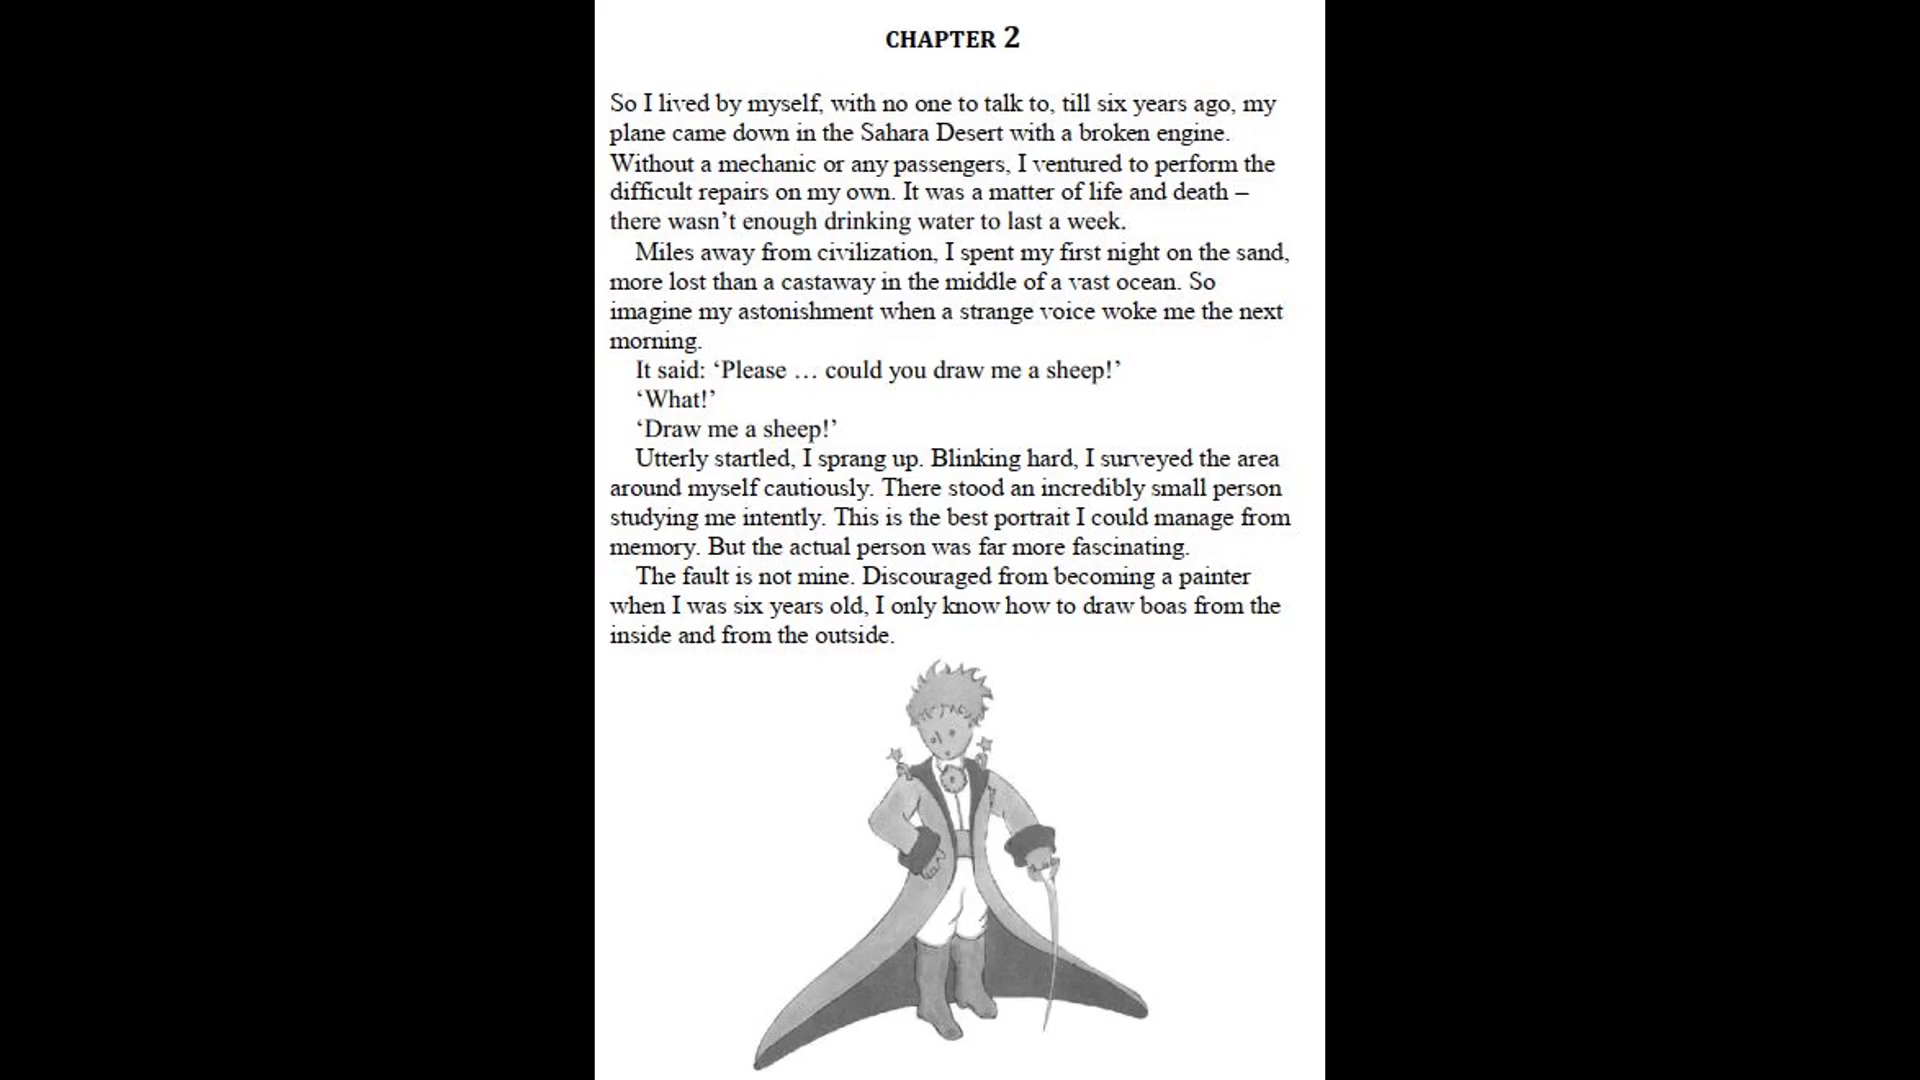 CHAPTER 2
So I lived by myself, with no one to talk to, till six years ago, my
plane came down in the Sahara Desert with a broken engine.
Without a mechanic or any passengers, I ventured to perform the
difficult repairs on my own. It was a matter of life and death –
there wasn’t enough drinking water to last a week.
Miles away from civilization, I spent my first night on the sand,
more lost than a castaway in the middle of a vast ocean. So
imagine my astonishment when a strange voice woke me the next
morning.
It said: ‘Please … could you draw me a sheep!’
‘What!’
‘Draw me a sheep!’
Utterly startled, I sprang up. Blinking hard, I surveyed the area
around myself cautiously. There stood an incredibly small person
studying me intently. This is the best portrait I could manage from
memory. But the actual person was far more fascinating.
The fault is not mine. Discouraged from becoming a painter
when I was six years old, I only know how to draw boas from the
inside and from the outside.